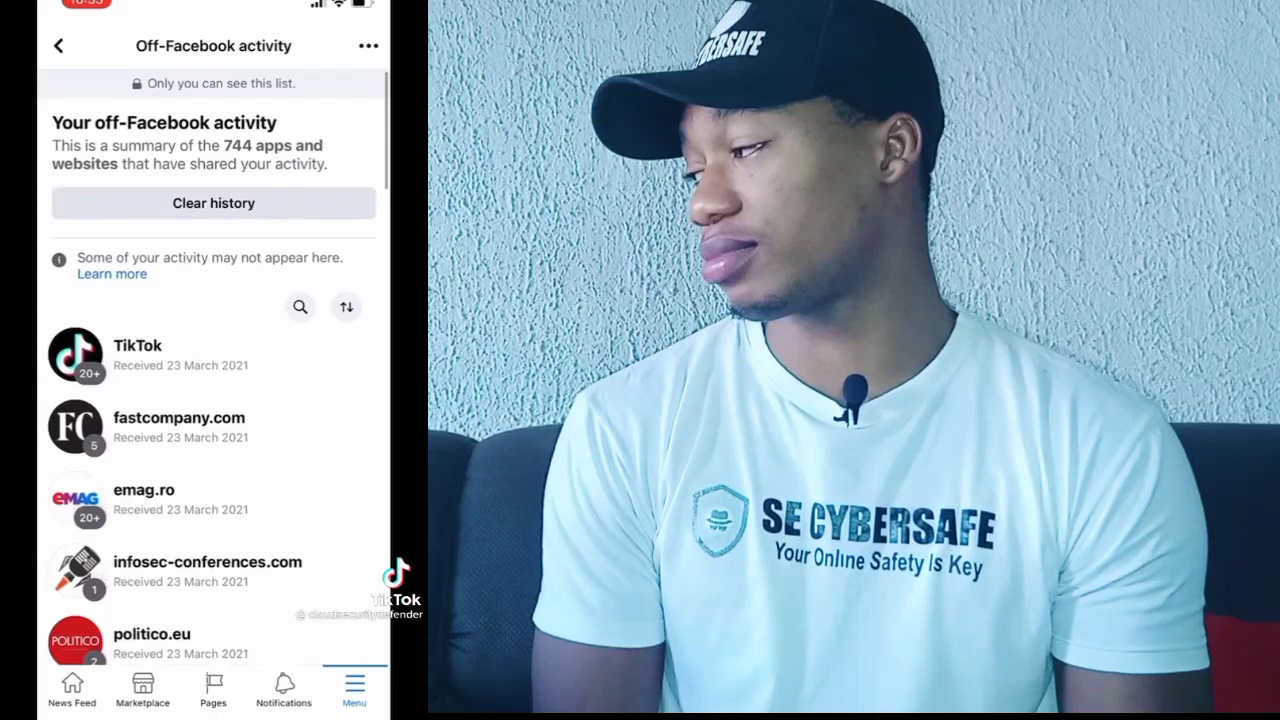 Off-Facebook activity
Only you can see this list.
Your off-Facebook activity
This is a summary of the 744 apps and
websites that have shared your activity.
Clear history
Some of your activity may not appear here.
Learn more
TikTok
Received 23 March 2021
20+
FC
fastcompany.com
Received 23 March 2021
5
eMAG
emag.ro
Received 23 March 2021
20+
infosec-conferences.com
Received 23 March 2021
1
POLITICO
politico.eu
Received 23 March 2021
2
News Feed
Marketplace
Pages
Notifications
Menu
TikTok
@cloudsecuritydefender
SE CYBERSAFE
Your Online Safety Is Key